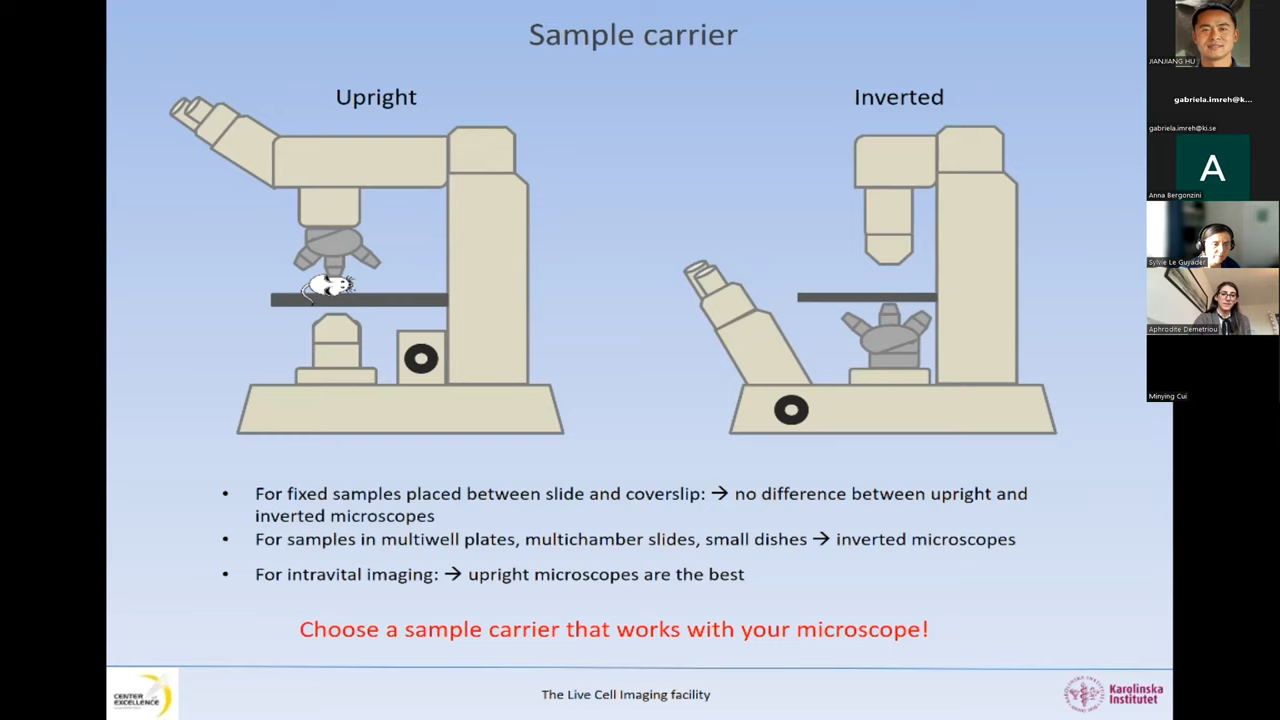 Sample carrier
Upright
Inverted
• For fixed samples placed between slide and coverslip: → no difference between upright and
inverted microscopes
• For samples in multiwell plates, multichamber slides, small dishes → inverted microscopes
• For intravital imaging: → upright microscopes are the best
Choose a sample carrier that works with your microscope!
CENTER
EXCELLENCE
The Live Cell Imaging facility
Karolinska
Institutet
JIANJIANG HU
gabriela.imreh@k...
gabriela.imreh@ki.se
A
Anna Bergonzini
Sylvie Le Guyader
Aphrodite Demetriou
Minying Cui